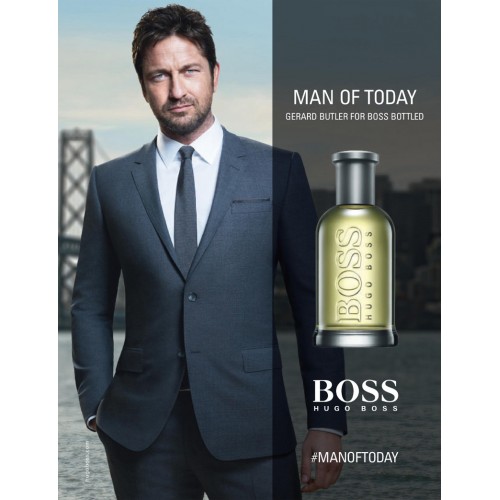 MAN OF TODAY
GERARD BUTLER FOR BOSS BOTTLED
BOSS
HUGO BOSS
BOSS
HUGO BOSS
#MANOFTODAY